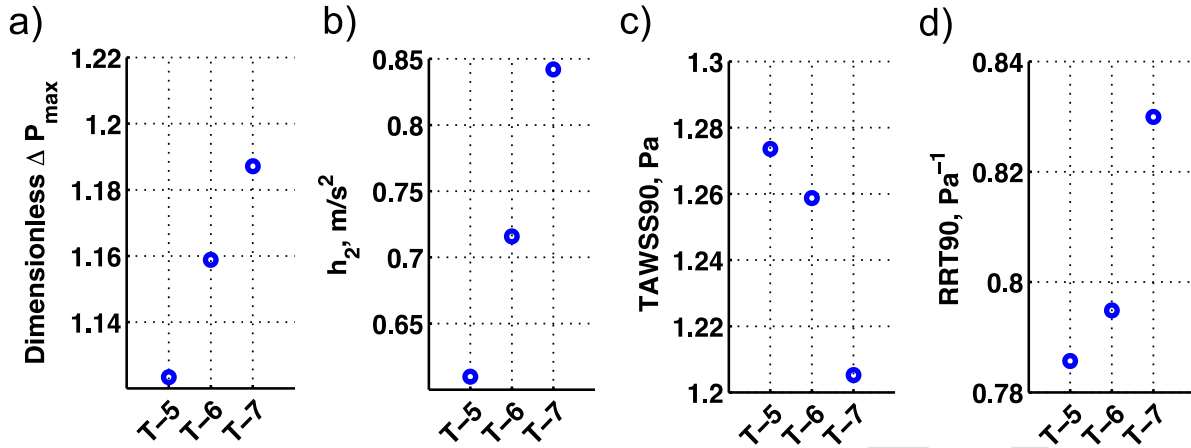 a)
Dimensionless Δ P_max
1.22
1.2
1.18
1.16
1.14
T−5
T−6
T−7
b)
h_2, m/s^2
0.85
0.8
0.75
0.7
0.65
T−5
T−6
T−7
c)
TAWSS90, Pa
1.3
1.28
1.26
1.24
1.22
1.2
T−5
T−6
T−7
d)
RRT90, Pa^−1
0.84
0.82
0.8
0.78
T−5
T−6
T−7